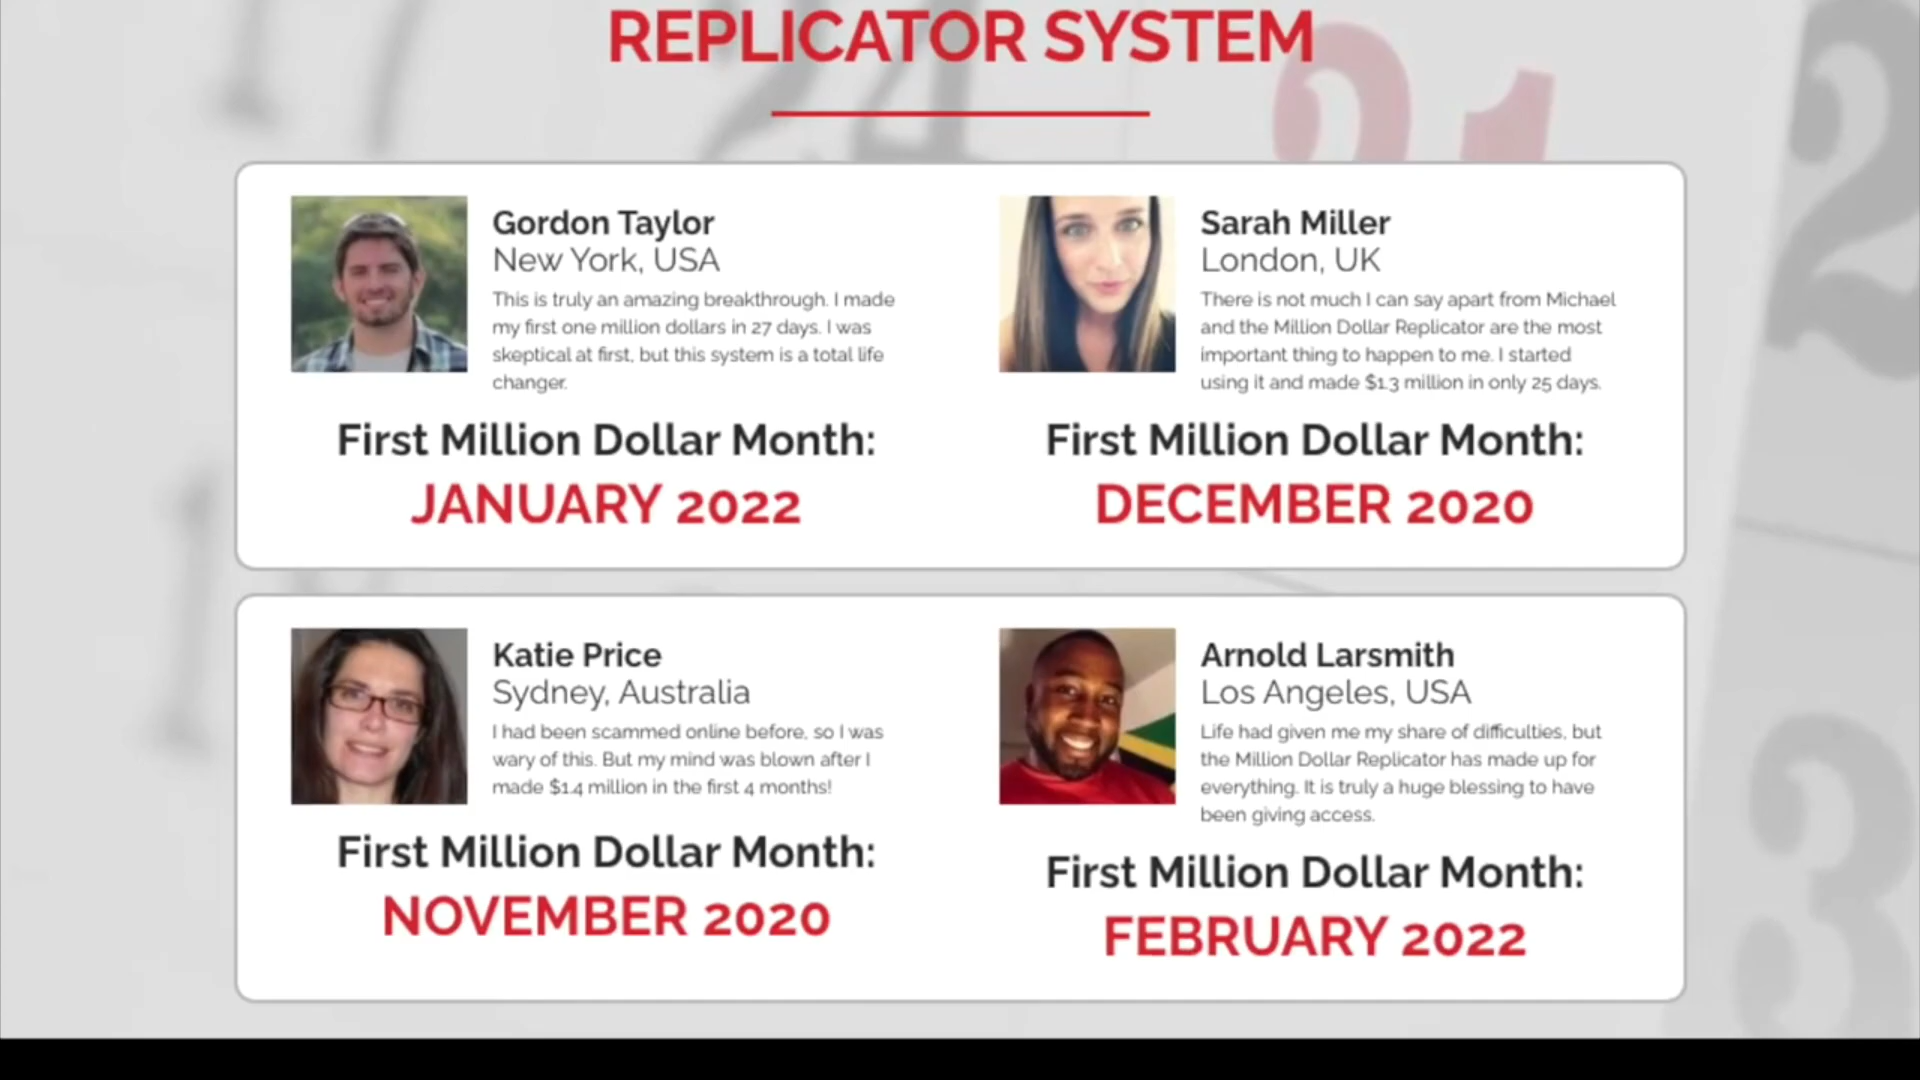 REPLICATOR SYSTEM
Gordon Taylor
New York, USA
This is truly an amazing breakthrough. I made
my first one million dollars in 27 days. I was
skeptical at first, but this system is a total life
changer.
First Million Dollar Month:
JANUARY 2022
Sarah Miller
London, UK
There is not much I can say apart from Michael
and the Million Dollar Replicator are the most
important thing to happen to me. I started
using it and made $1.3 million in only 25 days.
First Million Dollar Month:
DECEMBER 2020
Katie Price
Sydney, Australia
I had been scammed online before, so I was
wary of this. But my mind was blown after I
made $1.4 million in the first 4 months!
First Million Dollar Month:
NOVEMBER 2020
Arnold Larsmith
Los Angeles, USA
Life had given me my share of difficulties, but
the Million Dollar Replicator has made up for
everything. It is truly a huge blessing to have
been giving access.
First Million Dollar Month:
FEBRUARY 2022